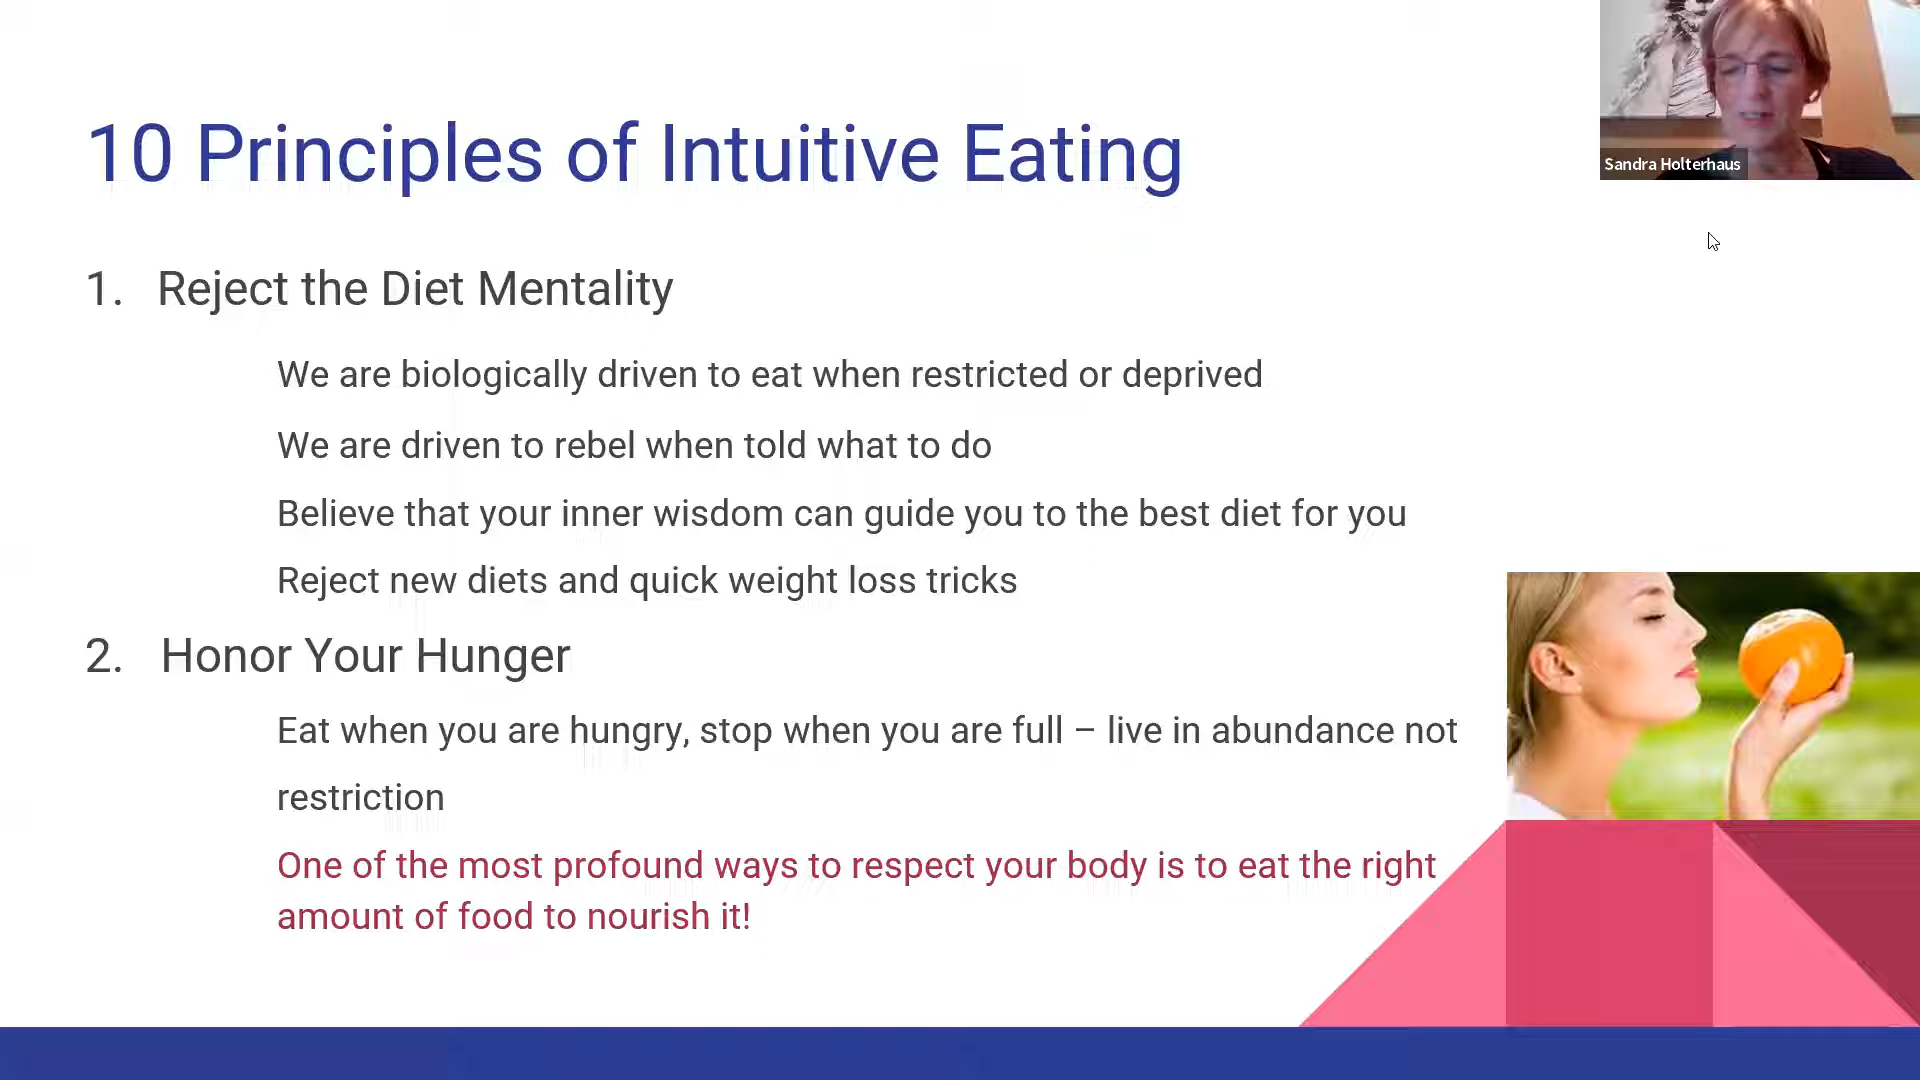 10 Principles of Intuitive Eating
Sandra Holterhaus
1. Reject the Diet Mentality
We are biologically driven to eat when restricted or deprived
We are driven to rebel when told what to do
Believe that your inner wisdom can guide you to the best diet for you
Reject new diets and quick weight loss tricks
2. Honor Your Hunger
Eat when you are hungry, stop when you are full – live in abundance not
restriction
One of the most profound ways to respect your body is to eat the right
amount of food to nourish it!